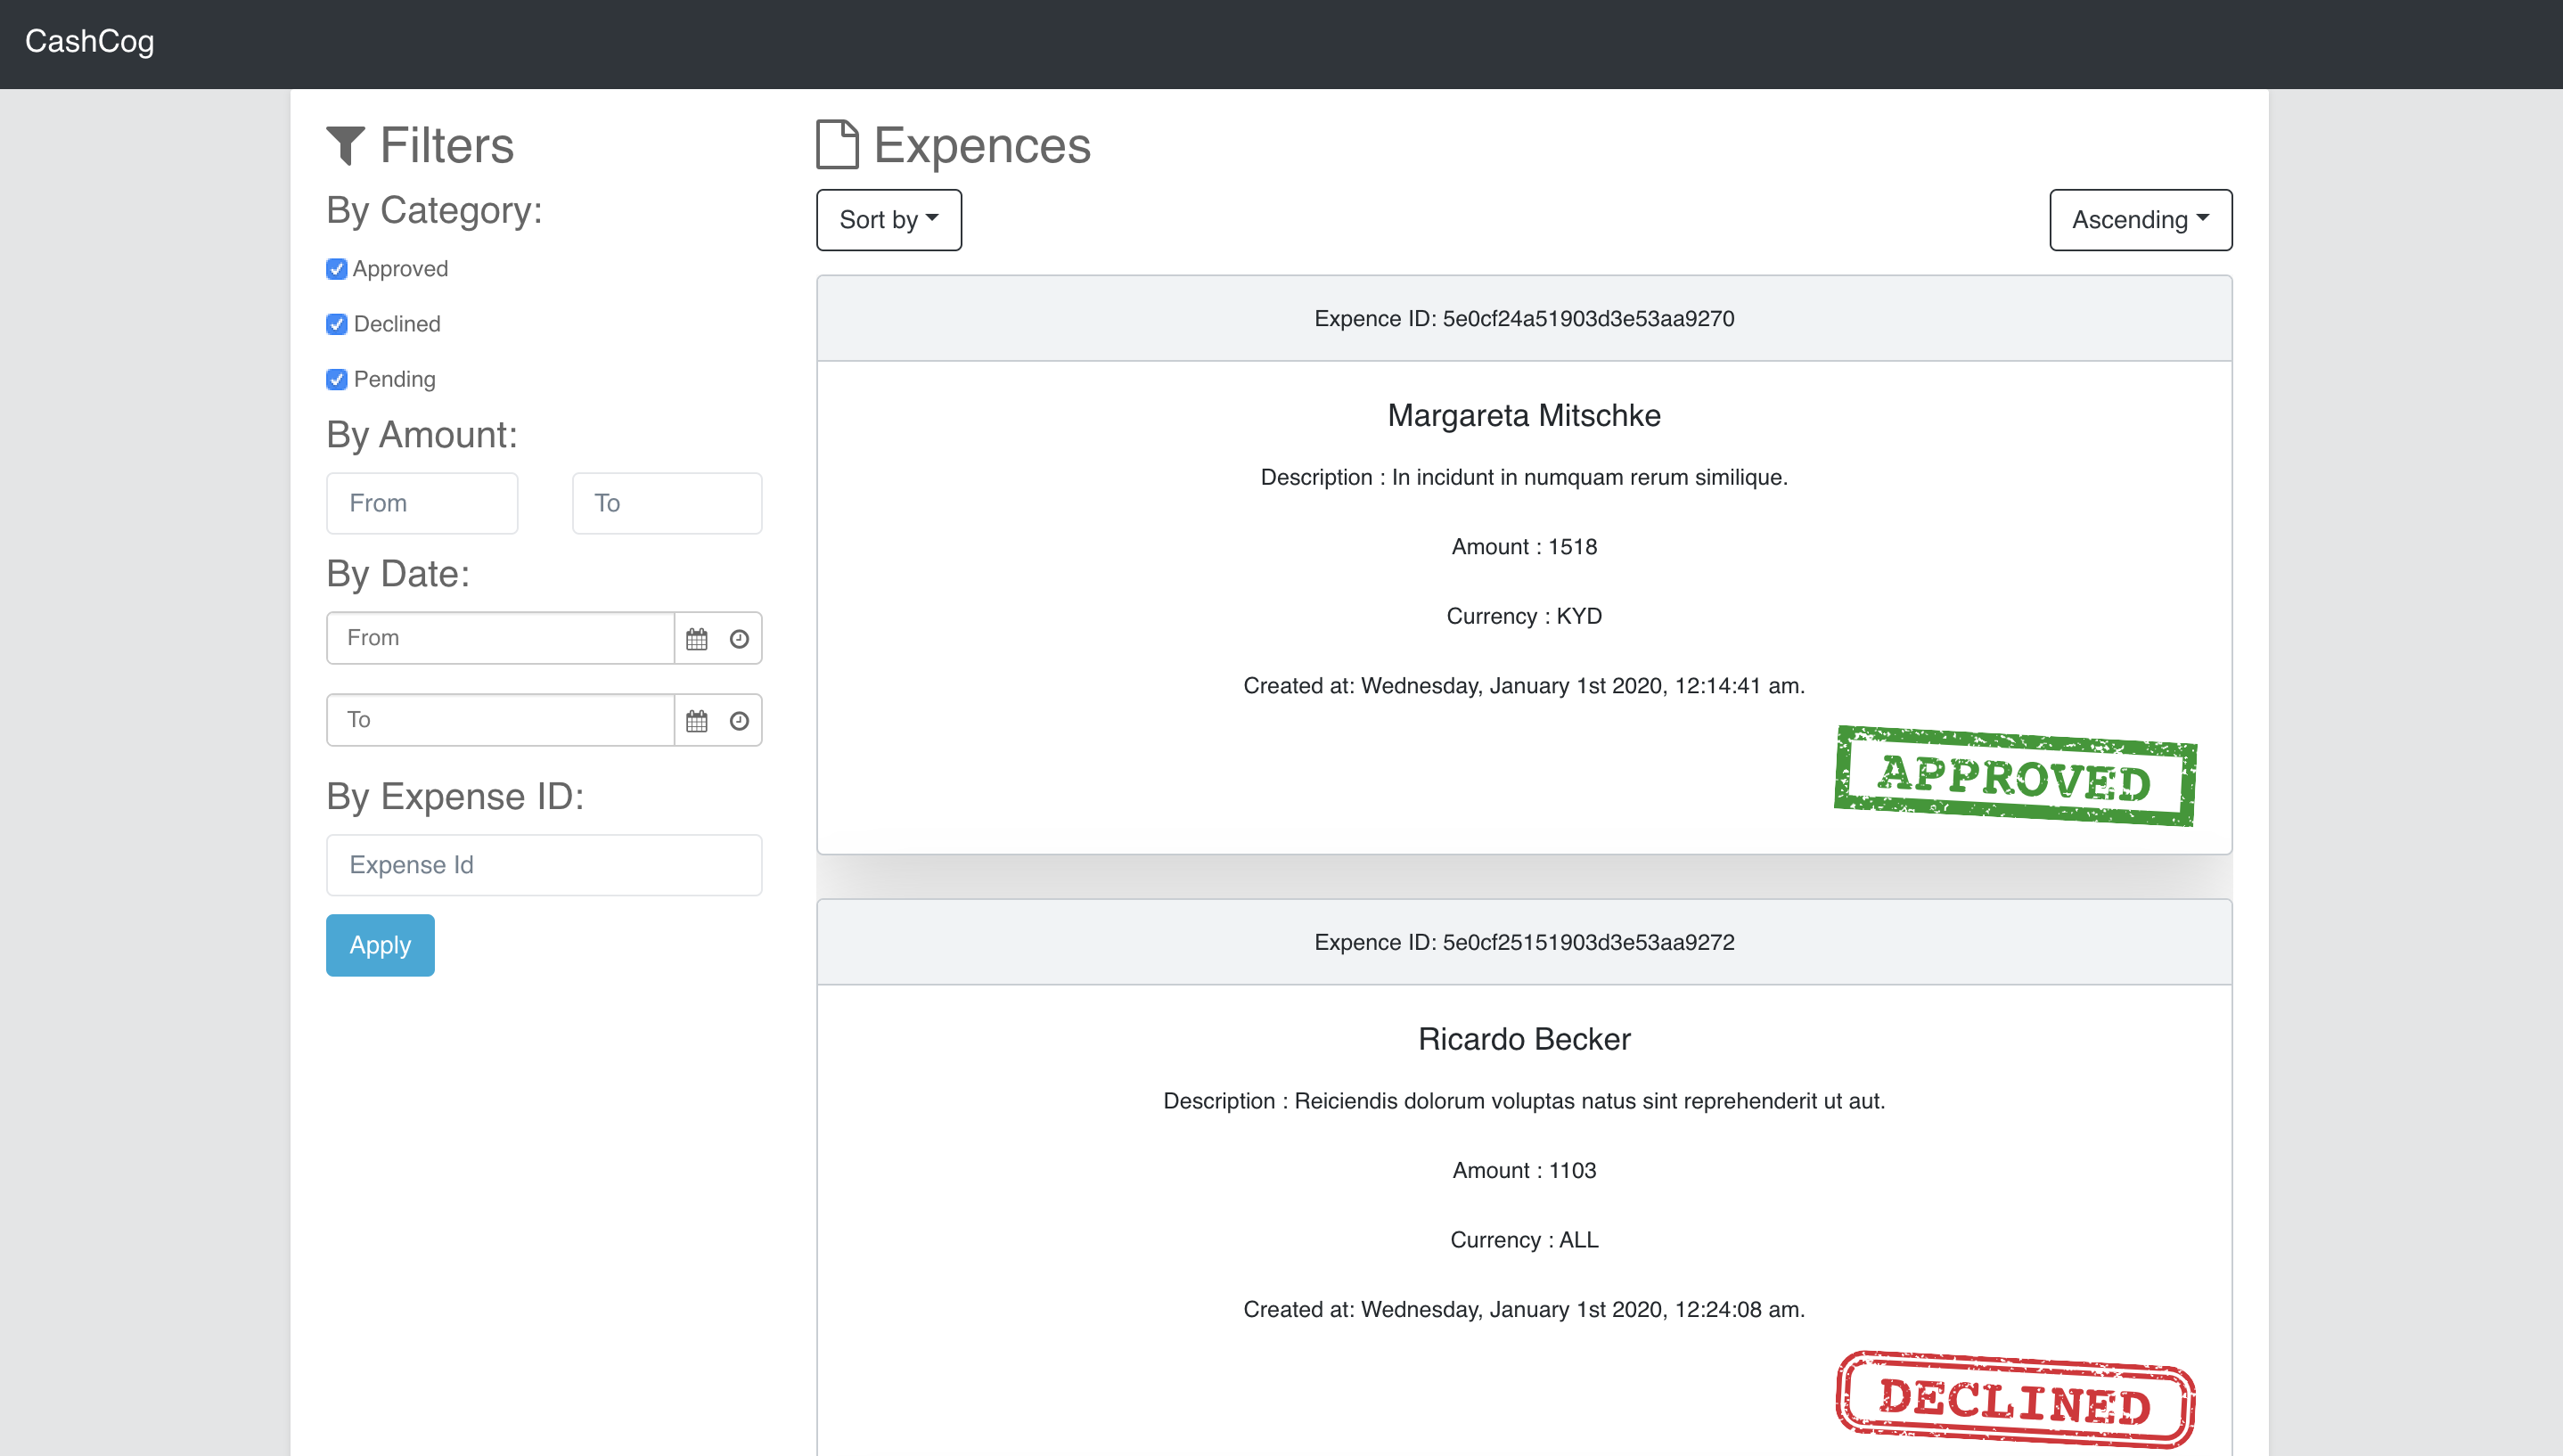 CashCog
Filters
By Category:
Approved
Declined
Pending
By Amount:
From To
By Date:
From
To
By Expense ID:
Expense Id
Apply
Expences
Sort by Ascending
Expence ID: 5e0cf24a51903d3e53aa9270
Margareta Mitschke
Description : In incidunt in numquam rerum similique.
Amount : 1518
Currency : KYD
Created at: Wednesday, January 1st 2020, 12:14:41 am.
APPROVED
Expence ID: 5e0cf25151903d3e53aa9272
Ricardo Becker
Description : Reiciendis dolorum voluptas natus sint reprehenderit ut aut.
Amount : 1103
Currency : ALL
Created at: Wednesday, January 1st 2020, 12:24:08 am.
DECLINED